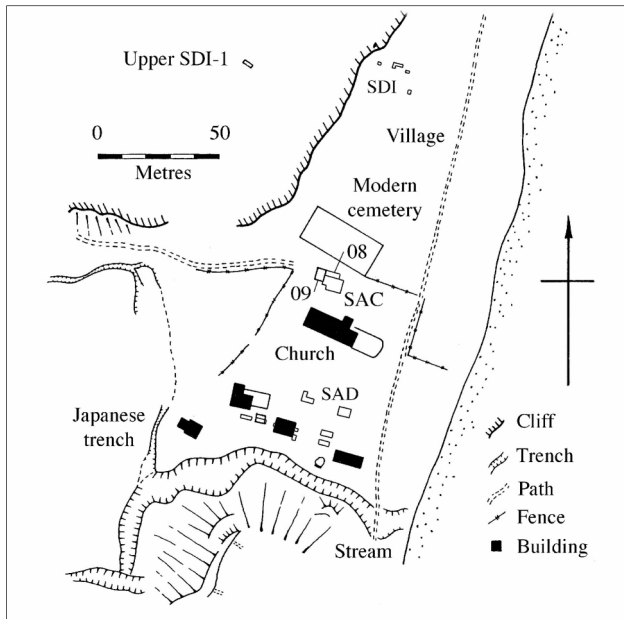 Upper SDI-1
SDI
0 50
Metres
Village
Modern
cemetery
08
09
SAC
Church
SAD
Japanese
trench
Stream
Cliff
Trench
Path
Fence
Building